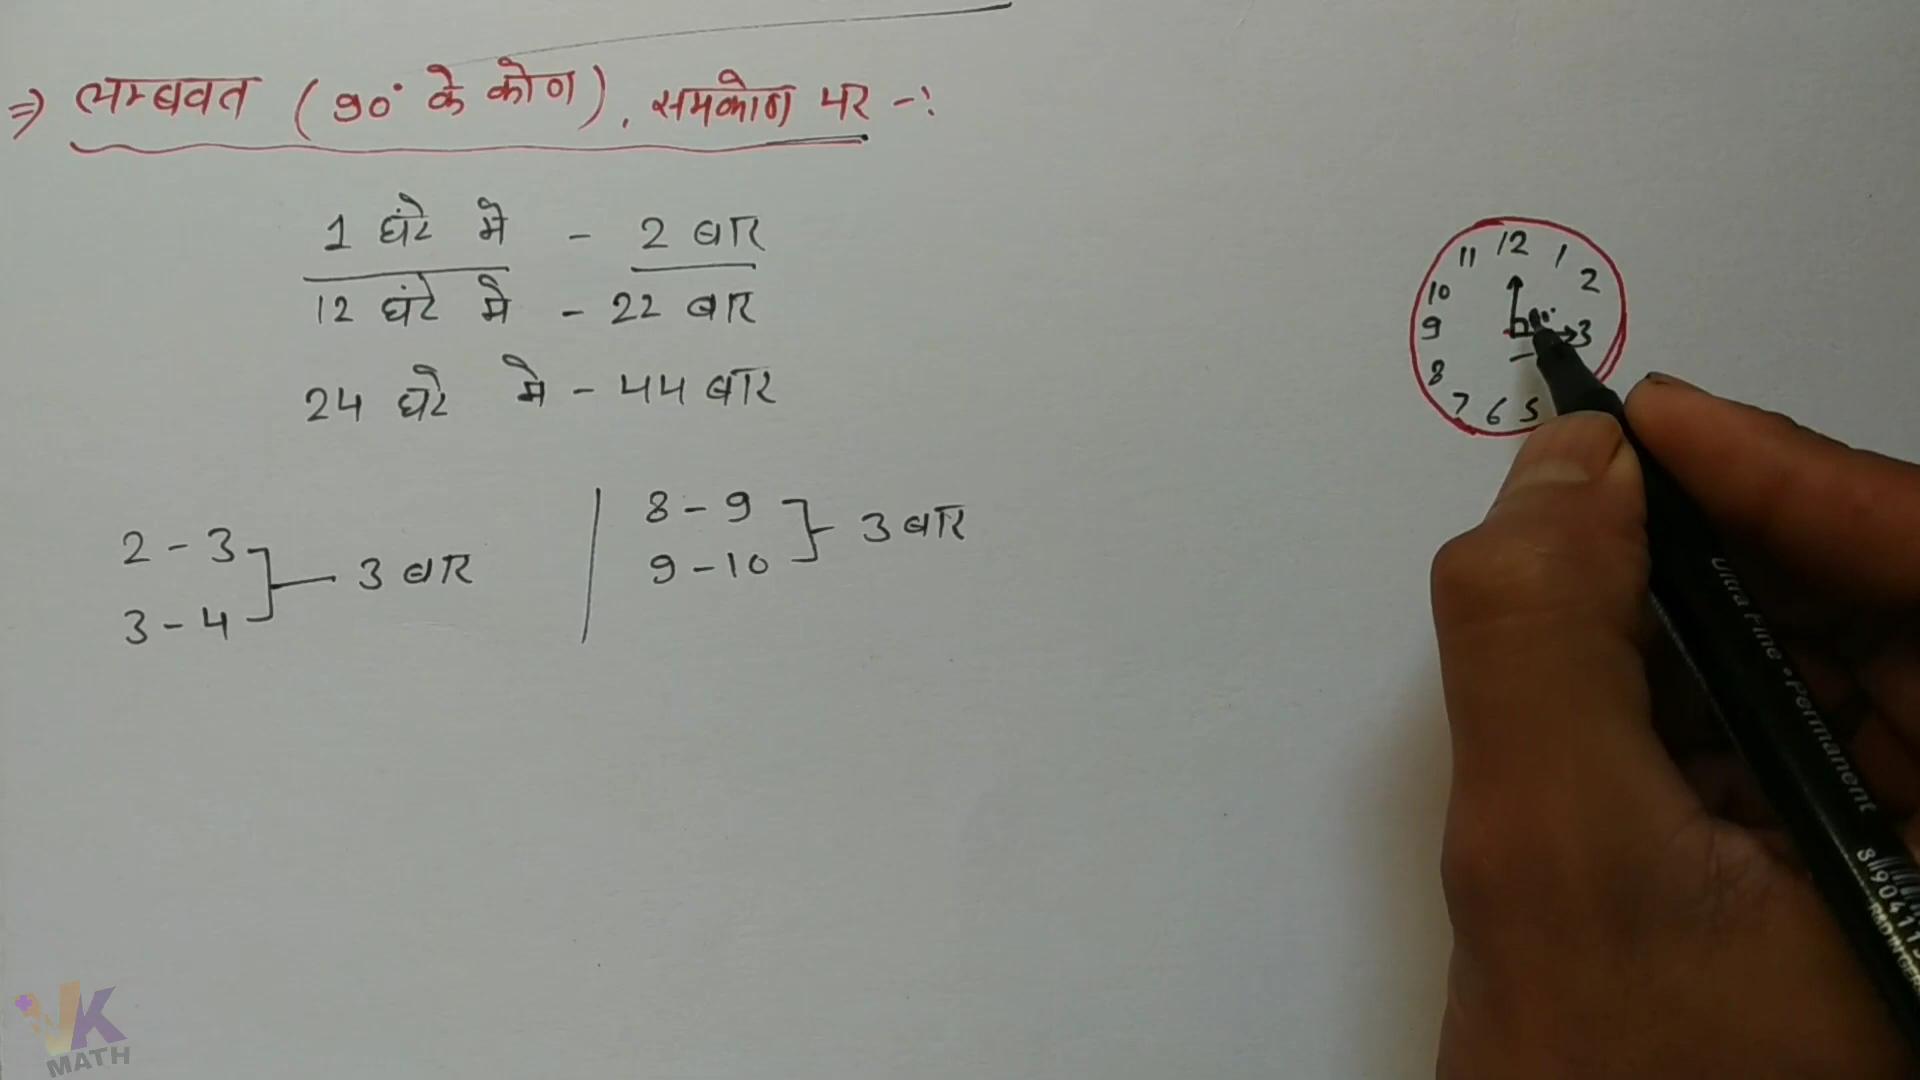 ⇒ लम्बवत ( 90° के कोण ) , समकोण पर -:
1 घंटे मे - 2 बार
12 घंटे मे - 22 बार
24 घंटे मे - 44 बार
2 - 3
3 - 4
3 बार
8 - 9
9 - 10
3 बार
12
11 1
10 2
9 3
8
7 6 5
Ultra Fine • Permanent
VK
MATH